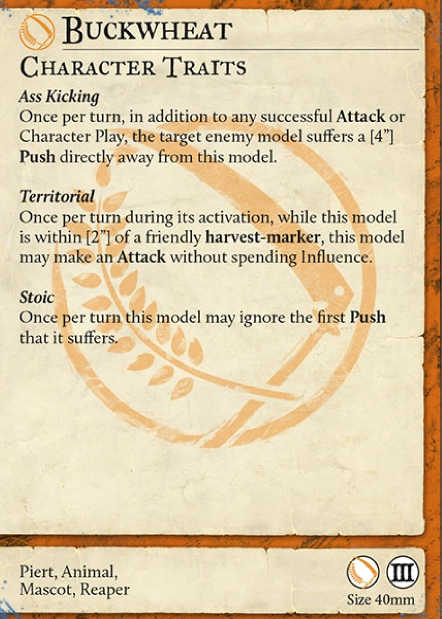 Buckwheat
Character Traits
Ass Kicking
Once per turn, in addition to any successful Attack or
Character Play, the target enemy model suffers a [4”]
Push directly away from this model.
Territorial
Once per turn during its activation, while this model
is within [2”] of a friendly harvest-marker, this model
may make an Attack without spending Influence.
Stoic
Once per turn this model may ignore the first Push
that it suffers.
Piert, Animal,
Mascot, Reaper
III
Size 40mm